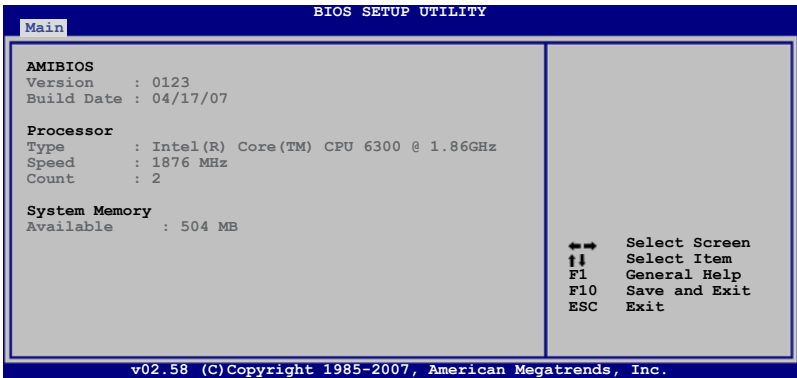 BIOS SETUP UTILITY
Main
AMIBIOS
Version : 0123
Build Date : 04/17/07
Processor
Type : Intel(R) Core(TM) CPU 6300 @ 1.86GHz
Speed : 1876 MHz
Count : 2
System Memory
Available : 504 MB
←→ Select Screen
↑↓ Select Item
F1 General Help
F10 Save and Exit
ESC Exit
v02.58 (C)Copyright 1985-2007, American Megatrends, Inc.